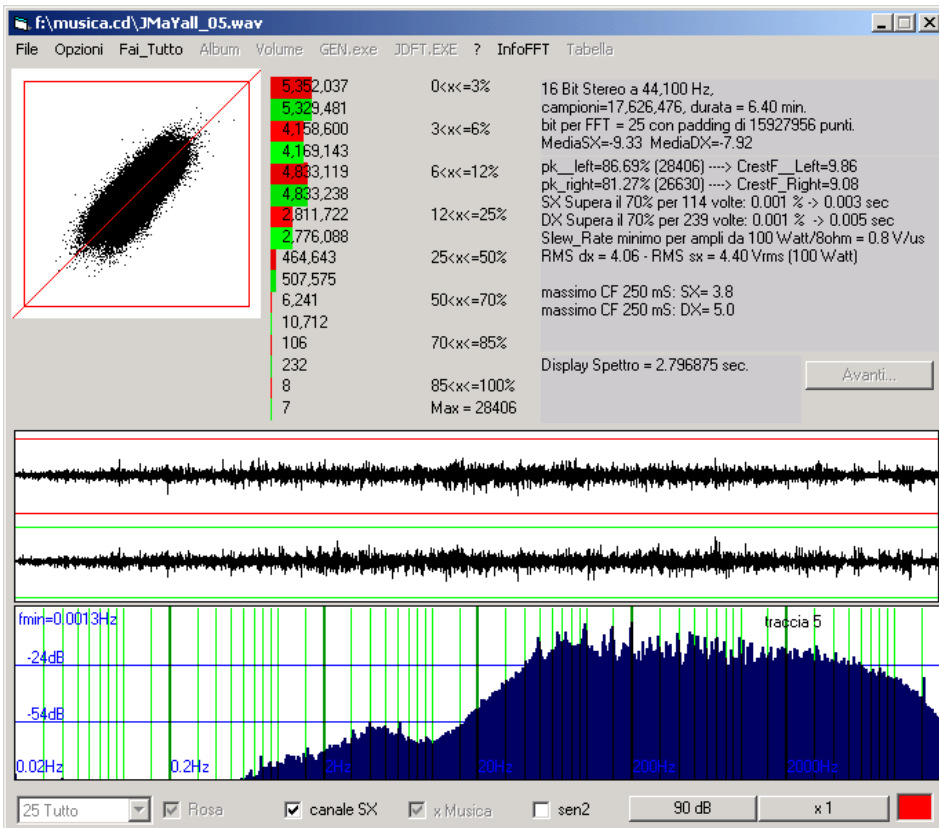 f:\musica.cd\JMaYall_05.wav
File Opzioni Fai_Tutto Album Volume GEN.exe JDFT.EXE ? InfoFFT Tabella
5,352,037 0<x<=3%
5,329,481
4,158,600 3<x<=6%
4,169,143
4,833,119 6<x<=12%
4,833,238
2,811,722 12<x<=25%
2,776,088
464,643 25<x<=50%
507,575
6,241 50<x<=70%
10,712
106 70<x<=85%
232
8 85<x<=100%
7 Max = 28406
16 Bit Stereo a 44,100 Hz,
campioni=17,626,476, durata = 6.40 min.
bit per FFT = 25 con padding di 15927956 punti.
MediaSX=-9.33 MediaDX=-7.92
pk__left=86.69% (28406) ----> CrestF__Left=9.86
pk_right=81.27% (26630) ----> CrestF_Right=9.08
SX Supera il 70% per 114 volte: 0.001 % -> 0.003 sec
DX Supera il 70% per 239 volte: 0.001 % -> 0.005 sec
Slew_Rate minimo per ampli da 100 Watt/8ohm = 0.8 V/us
RMS dx = 4.06 - RMS sx = 4.40 Vrms (100 Watt)
massimo CF 250 mS: SX= 3.8
massimo CF 250 mS: DX= 5.0
Display Spettro = 2.796875 sec.
Avanti...
fmin=0.0013Hz traccia 5
-24dB
-54dB
0.02Hz 0.2Hz 2Hz 20Hz 200Hz 2000Hz
25 Tutto Rosa canale SX x Musica sen2 90 dB x 1